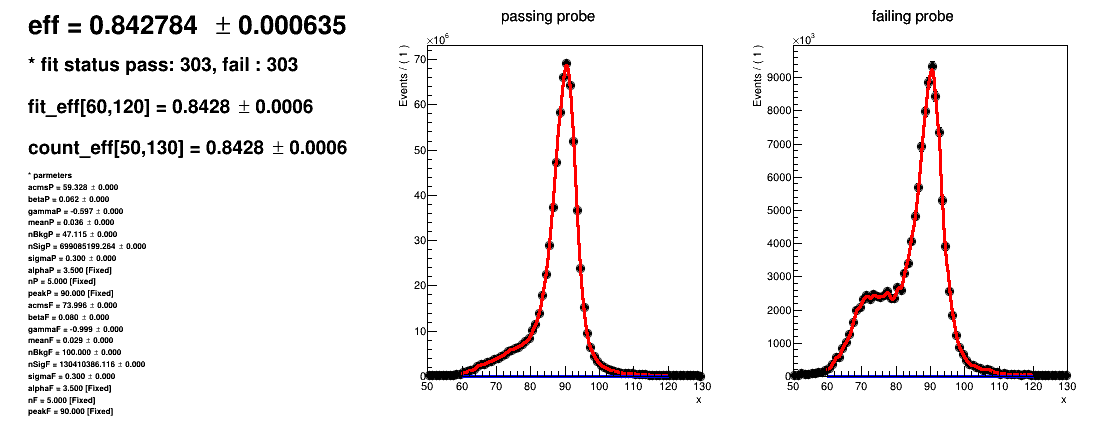 eff = 0.842784 ± 0.000635
* fit status pass: 303, fail : 303
fit_eff[60,120] = 0.8428 ± 0.0006
count_eff[50,130] = 0.8428 ± 0.0006
* parmeters
acmsP = 59.328 ± 0.000
betaP = 0.062 ± 0.000
gammaP = -0.597 ± 0.000
meanP = 0.036 ± 0.000
nBkgP = 47.115 ± 0.000
nSigP = 699085199.264 ± 0.000
sigmaP = 0.300 ± 0.000
alphaP = 3.500 [Fixed]
nP = 5.000 [Fixed]
peakP = 90.000 [Fixed]
acmsF = 73.996 ± 0.000
betaF = 0.080 ± 0.000
gammaF = -0.999 ± 0.000
meanF = 0.029 ± 0.000
nBkgF = 100.000 ± 0.000
nSigF = 130410386.116 ± 0.000
sigmaF = 0.300 ± 0.000
alphaF = 3.500 [Fixed]
nF = 5.000 [Fixed]
peakF = 90.000 [Fixed]
passing probe
×10⁶
Events / ( 1 )
70
60
50
40
30
20
10
0
50 60 70 80 90 100 110 120 130
x
failing probe
×10³
Events / ( 1 )
9000
8000
7000
6000
5000
4000
3000
2000
1000
0
50 60 70 80 90 100 110 120 130
x